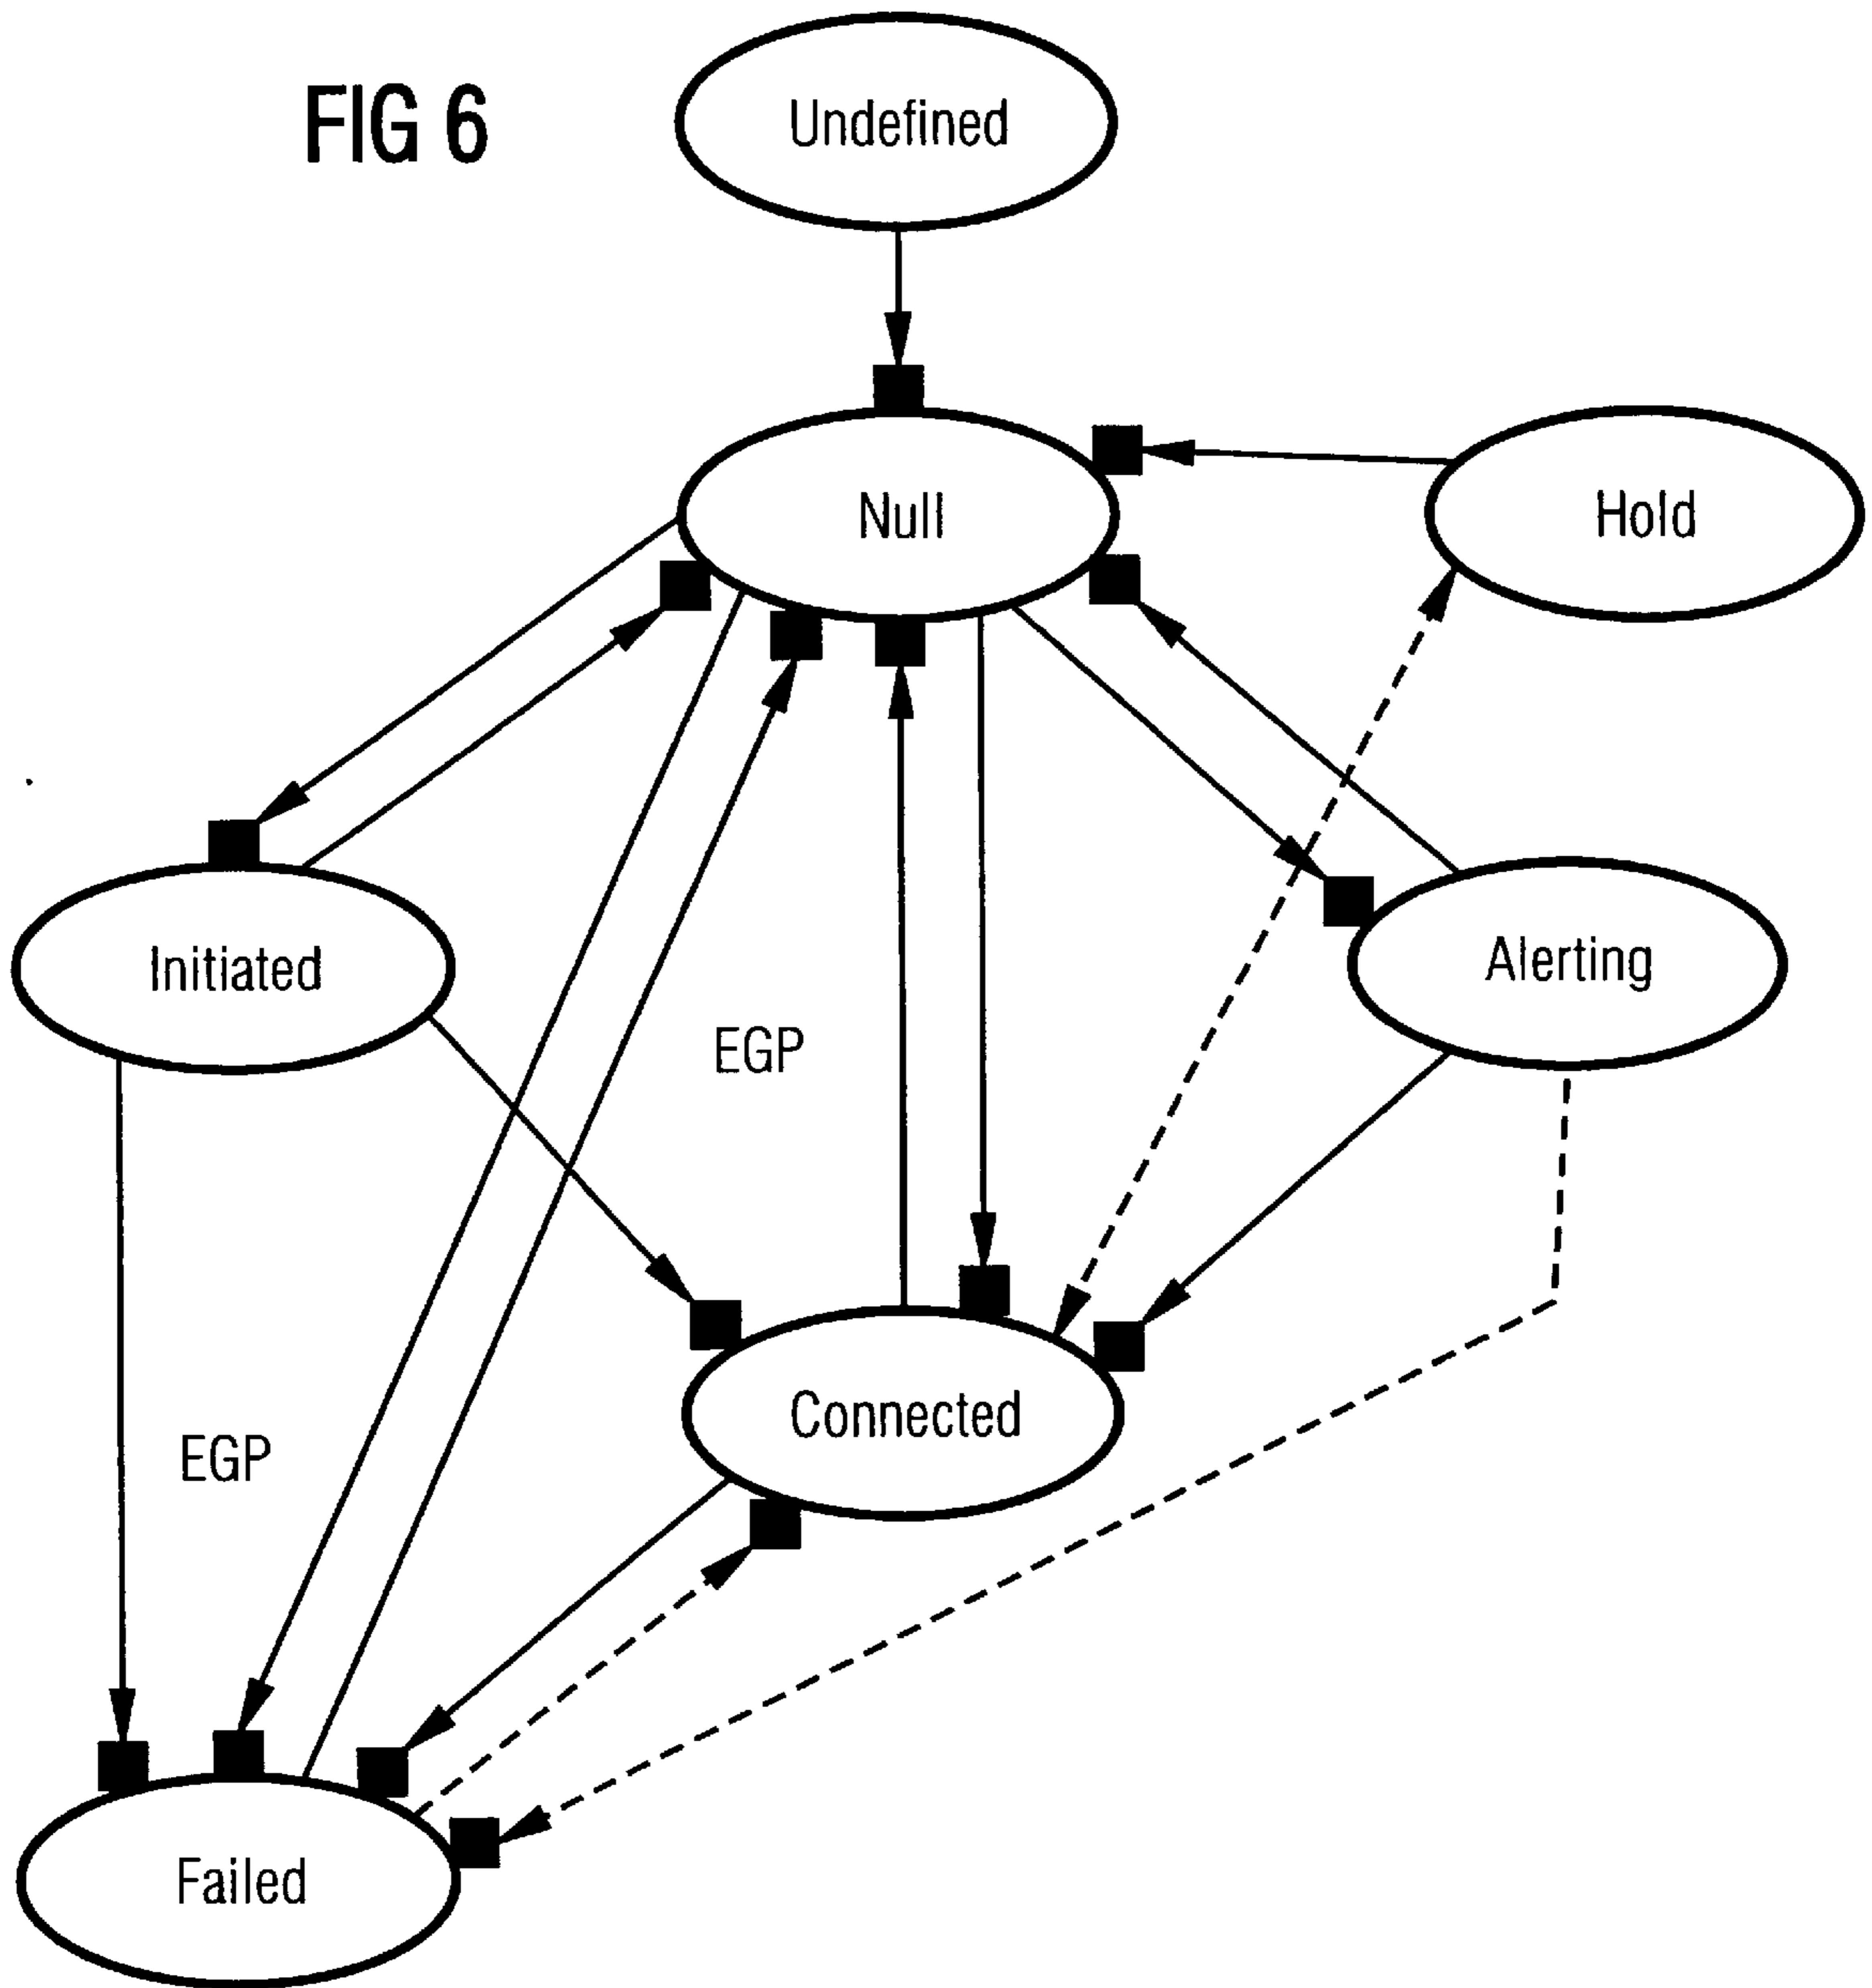 FIG 6
Undefined
Null
Hold
Initiated
Alerting
EGP
Connected
EGP
Failed